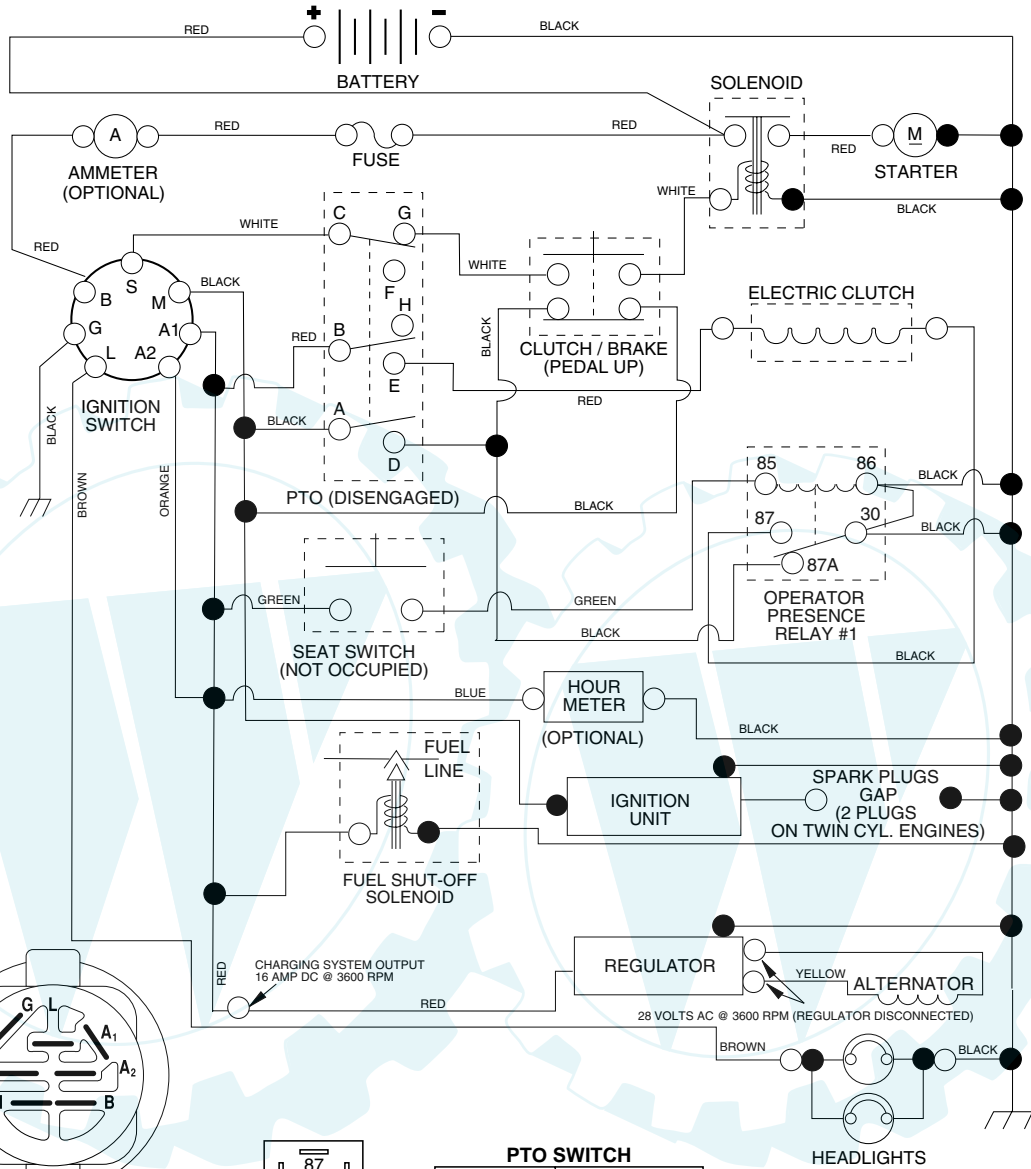 + -
RED
BLACK
BATTERY
SOLENOID
A
RED
RED
RED
M
AMMETER
(OPTIONAL)
FUSE
STARTER
WHITE
BLACK
RED
WHITE
C
G
WHITE
S
BLACK
B
M
F
H
ELECTRIC CLUTCH
G
A1
RED
B
BLACK
L
A2
CLUTCH / BRAKE
(PEDAL UP)
E
RED
IGNITION
SWITCH
BLACK
A
BLACK
D
85
86
BLACK
BROWN
ORANGE
PTO (DISENGAGED)
BLACK
87
30
BLACK
87A
GREEN
GREEN
OPERATOR
PRESENCE
RELAY #1
BLACK
SEAT SWITCH
(NOT OCCUPIED)
BLACK
BLUE
HOUR
METER
BLACK
(OPTIONAL)
FUEL
LINE
IGNITION
UNIT
SPARK PLUGS
GAP
(2 PLUGS
ON TWIN CYL. ENGINES)
FUEL SHUT-OFF
SOLENOID
RED
CHARGING SYSTEM OUTPUT
16 AMP DC @ 3600 RPM
REGULATOR
YELLOW
ALTERNATOR
RED
28 VOLTS AC @ 3600 RPM (REGULATOR DISCONNECTED)
G
L
A1
A2
B
BROWN
BLACK
HEADLIGHTS
87
PTO SWITCH